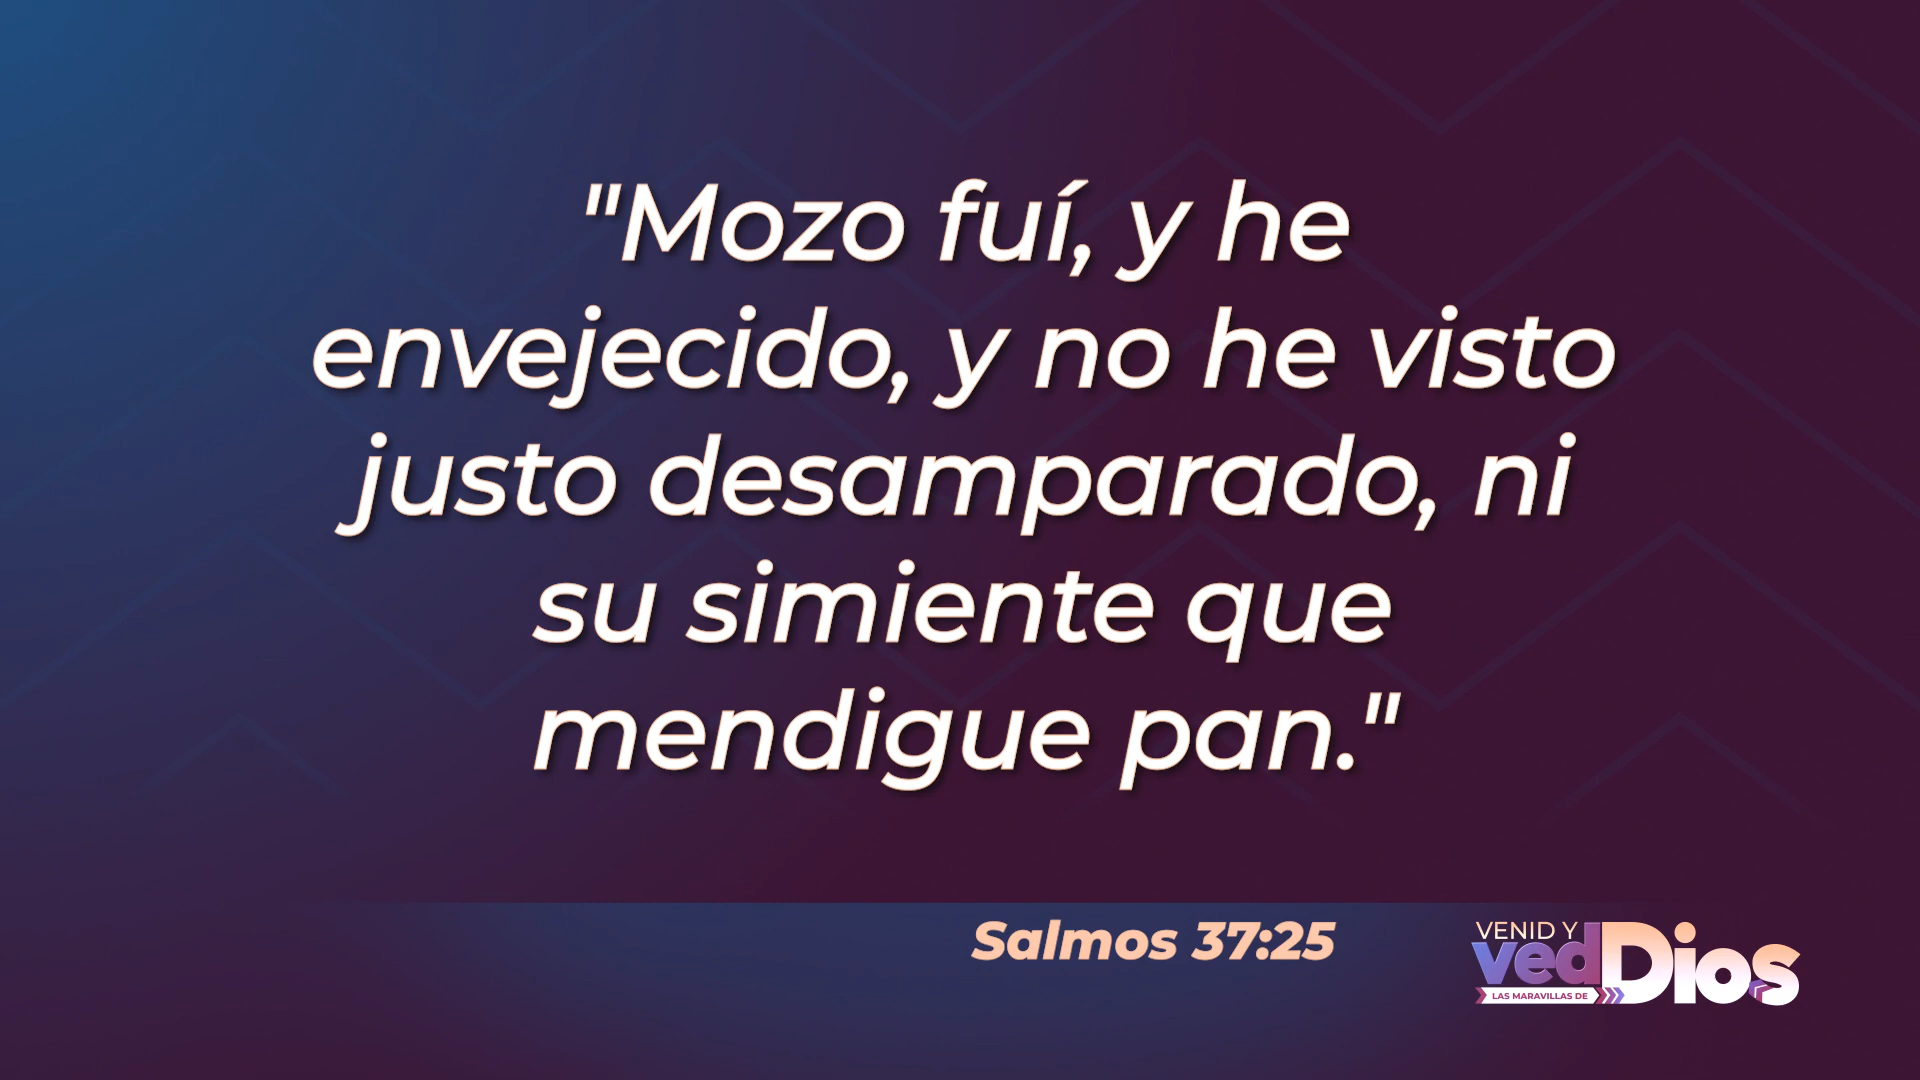 "Mozo fuí, y he
envejecido, y no he visto
justo desamparado, ni
su simiente que
mendigue pan."
Salmos 37:25
VENID Y
ved
LAS MARAVILLAS DE
Dios